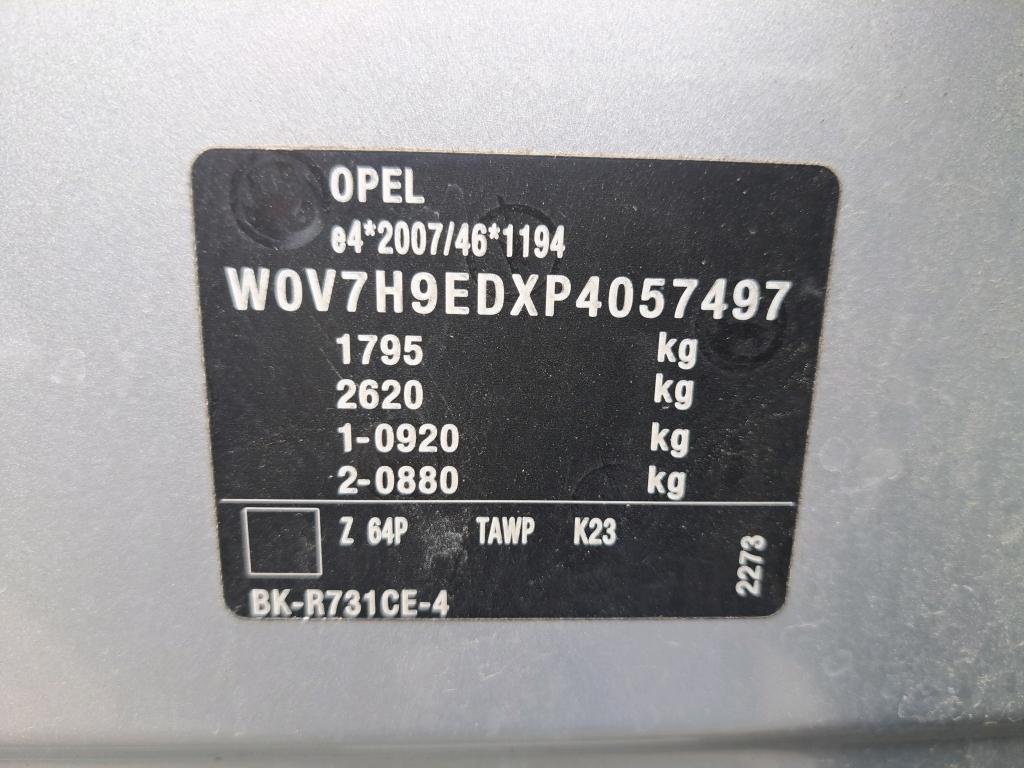 OPEL
e4*2007/46*1194
W0V7H9EDXP4057497
1795 kg
2620 kg
1-0920 kg
2-0880 kg
Z 64P TAWP K23
2273
BK-R731CE-4